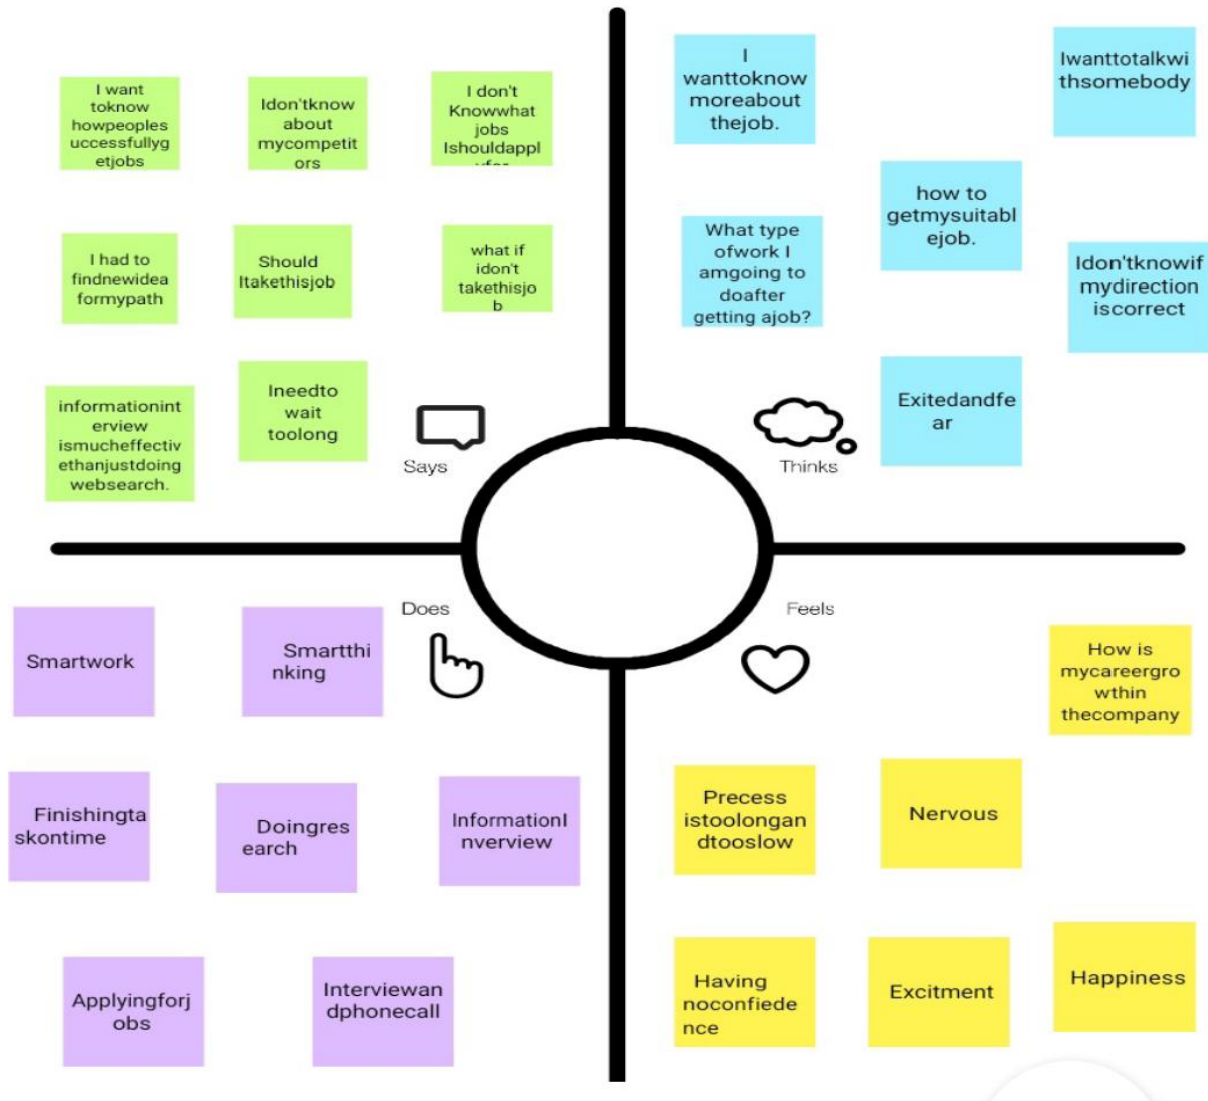 I want
toknow
howpeoples
uccessfullyg
etjobs
Idon'tknow
about
mycompetit
ors
I don't
Knowwhat
jobs
Ishouldappl
I had to
findnewidea
formypath
Should
Itakethisjob
what if
idon't
takethisjo
b
informationint
erview
ismucheffectiv
ethanjustdoing
websearch.
Ineedto
wait
toolong
Says
I
wanttoknow
moreabout
thejob.
Iwanttotalkwi
thsomebody
how to
getmysuitabl
ejob.
What type
ofwork I
amgoing to
doafter
getting ajob?
Idon'tknowif
mydirection
iscorrect
Exitedandfe
ar
Thinks
Does
Smartwork
Smartthi
nking
Finishingta
skontime
Doingres
earch
InformationI
nverview
Applyingforj
obs
Interviewan
dphonecall
Feels
How is
mycareergro
wthin
thecompany
Precess
istoolongan
dtooslow
Nervous
Having
noconfiede
nce
Excitment
Happiness